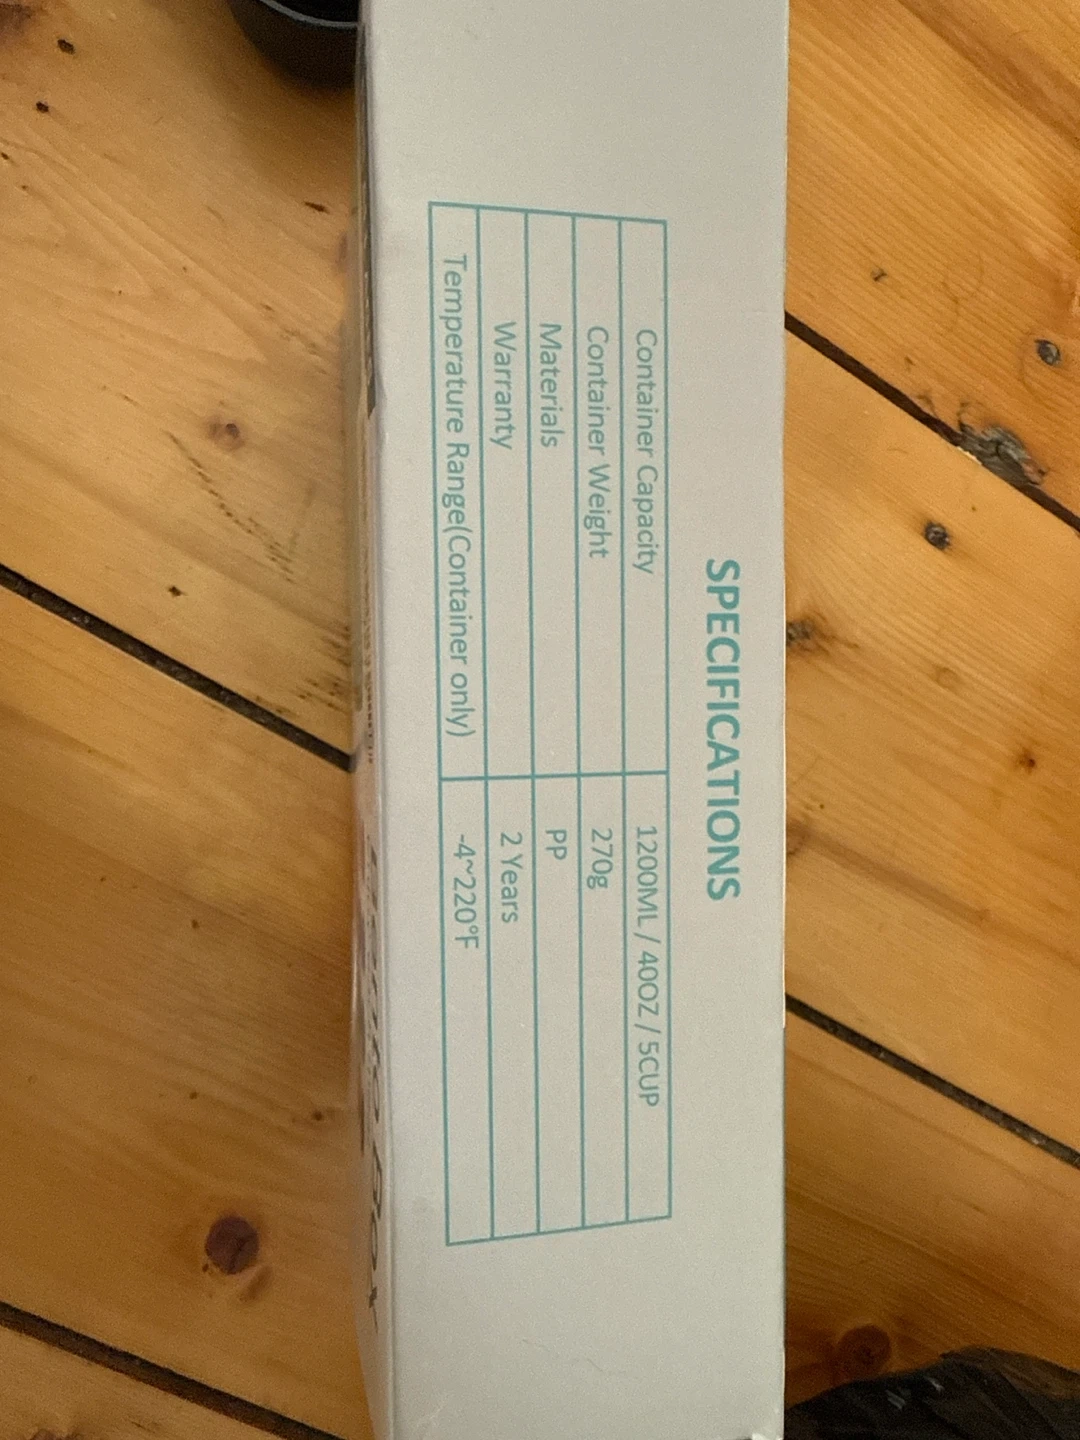 SPECIFICATIONS
Container Capacity 1200ML / 40OZ / 5CUP
Container Weight 270g
Materials PP
Warranty 2 Years
Temperature Range(Container only) -4~220°F